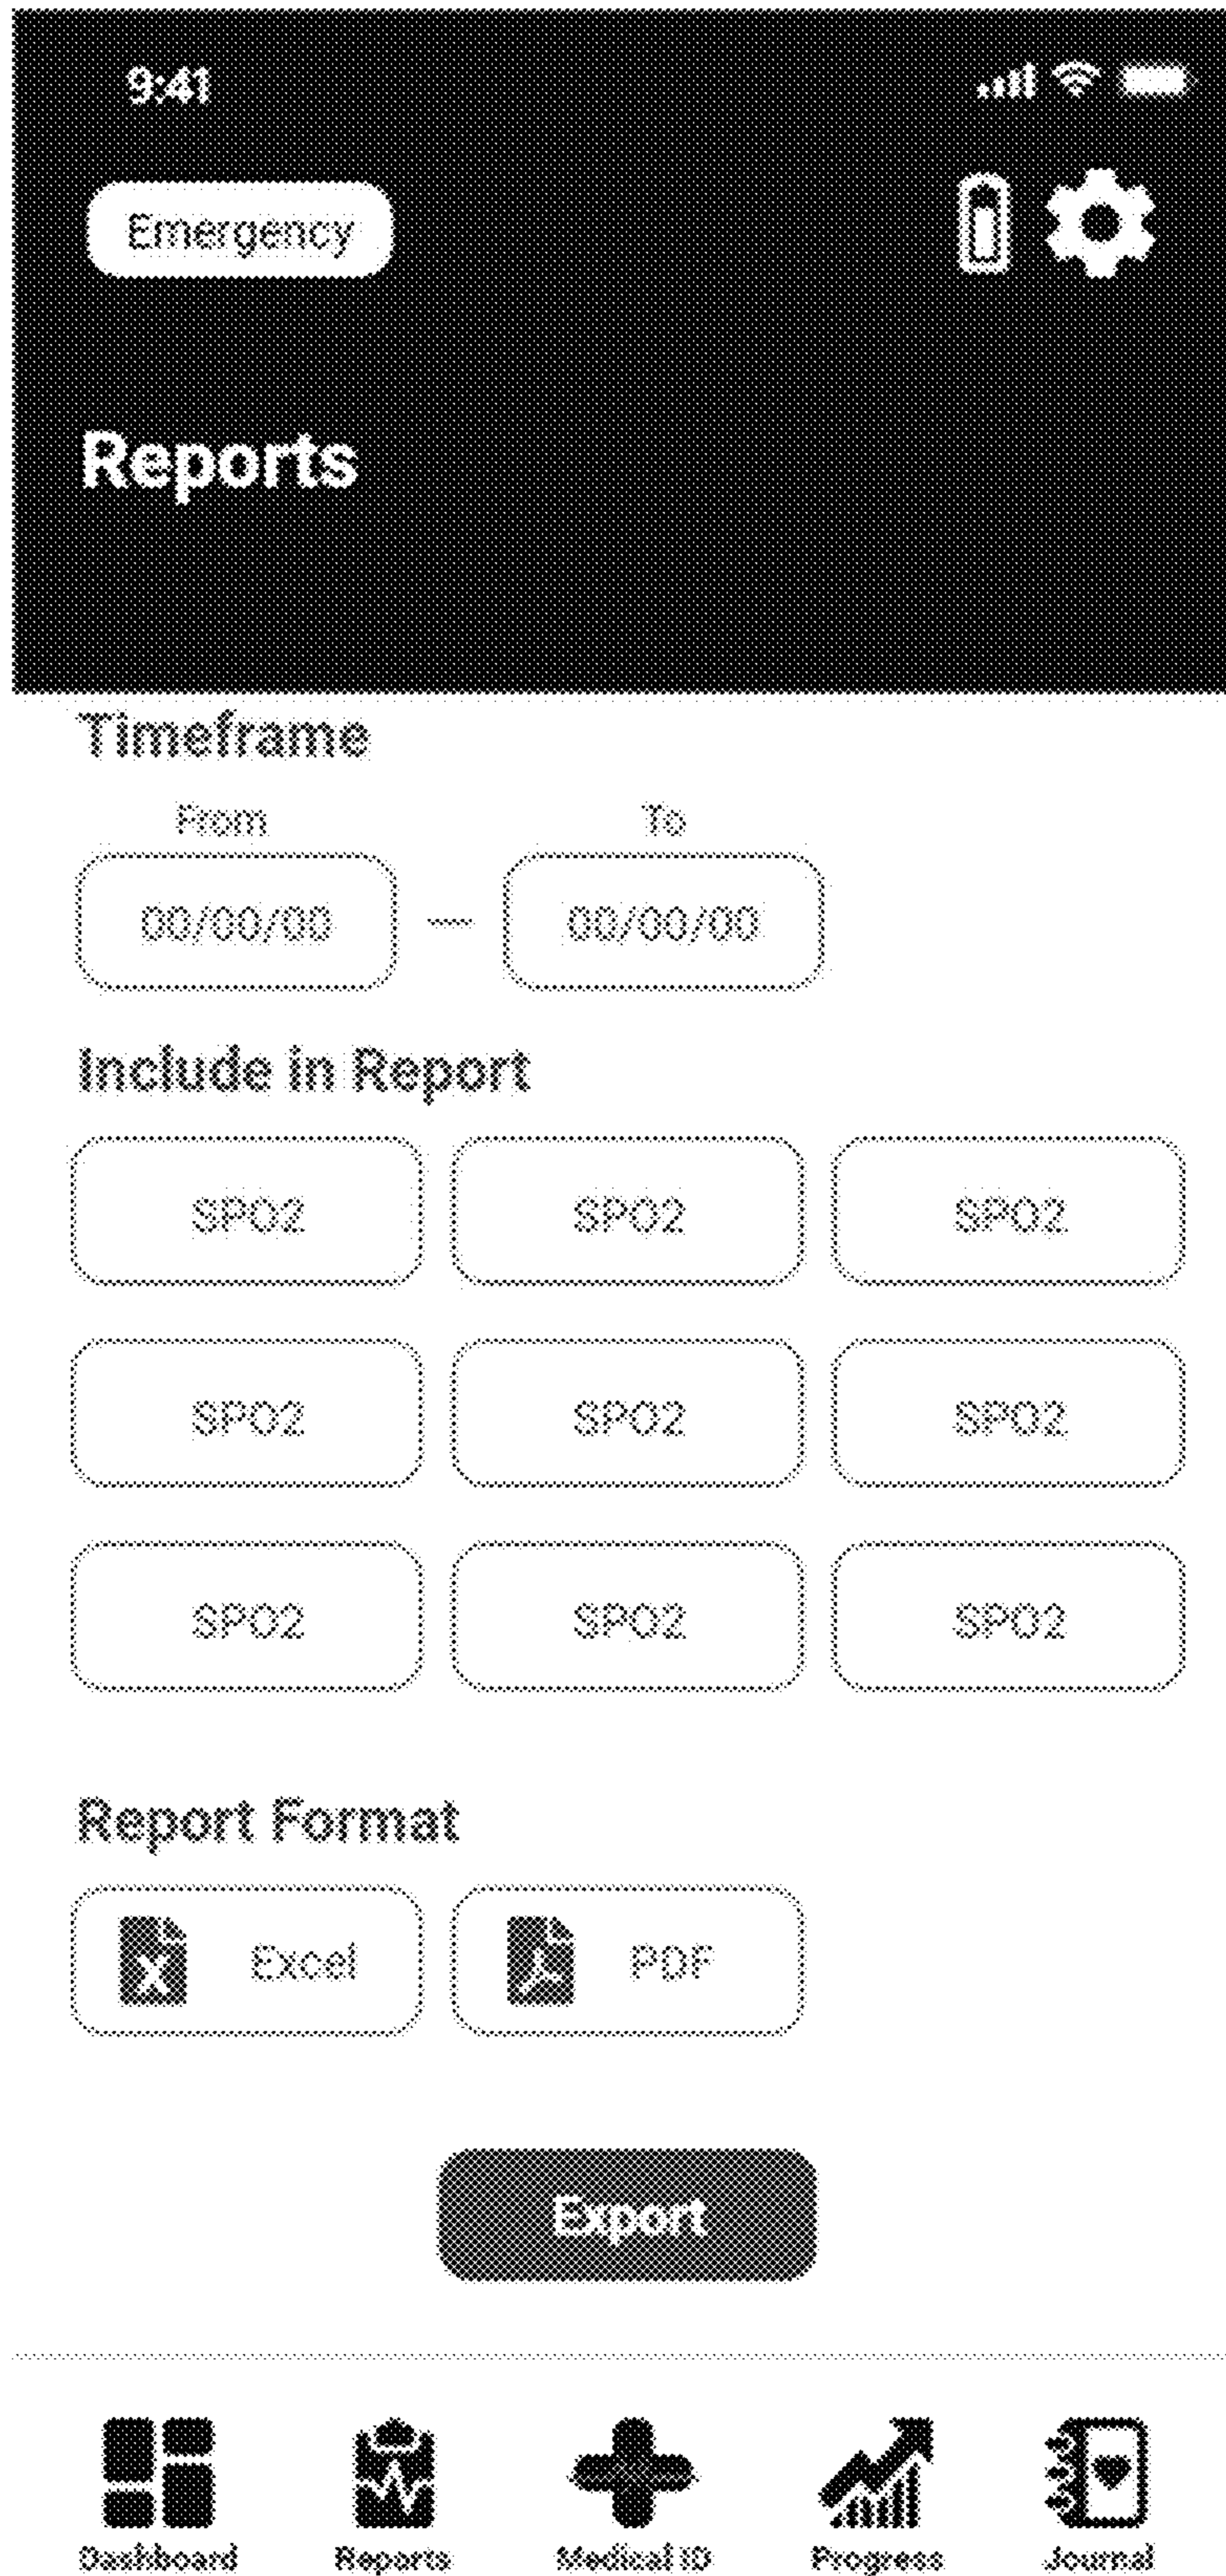 9:41
Emergency
Reports
Timeframe
From To
00/00/00 — 00/00/00
Include in Report
SPO2 SPO2 SPO2
SPO2 SPO2 SPO2
SPO2 SPO2 SPO2
Report Format
Excel PDF
Export
Dashboard Reports Medical ID Progress Journal